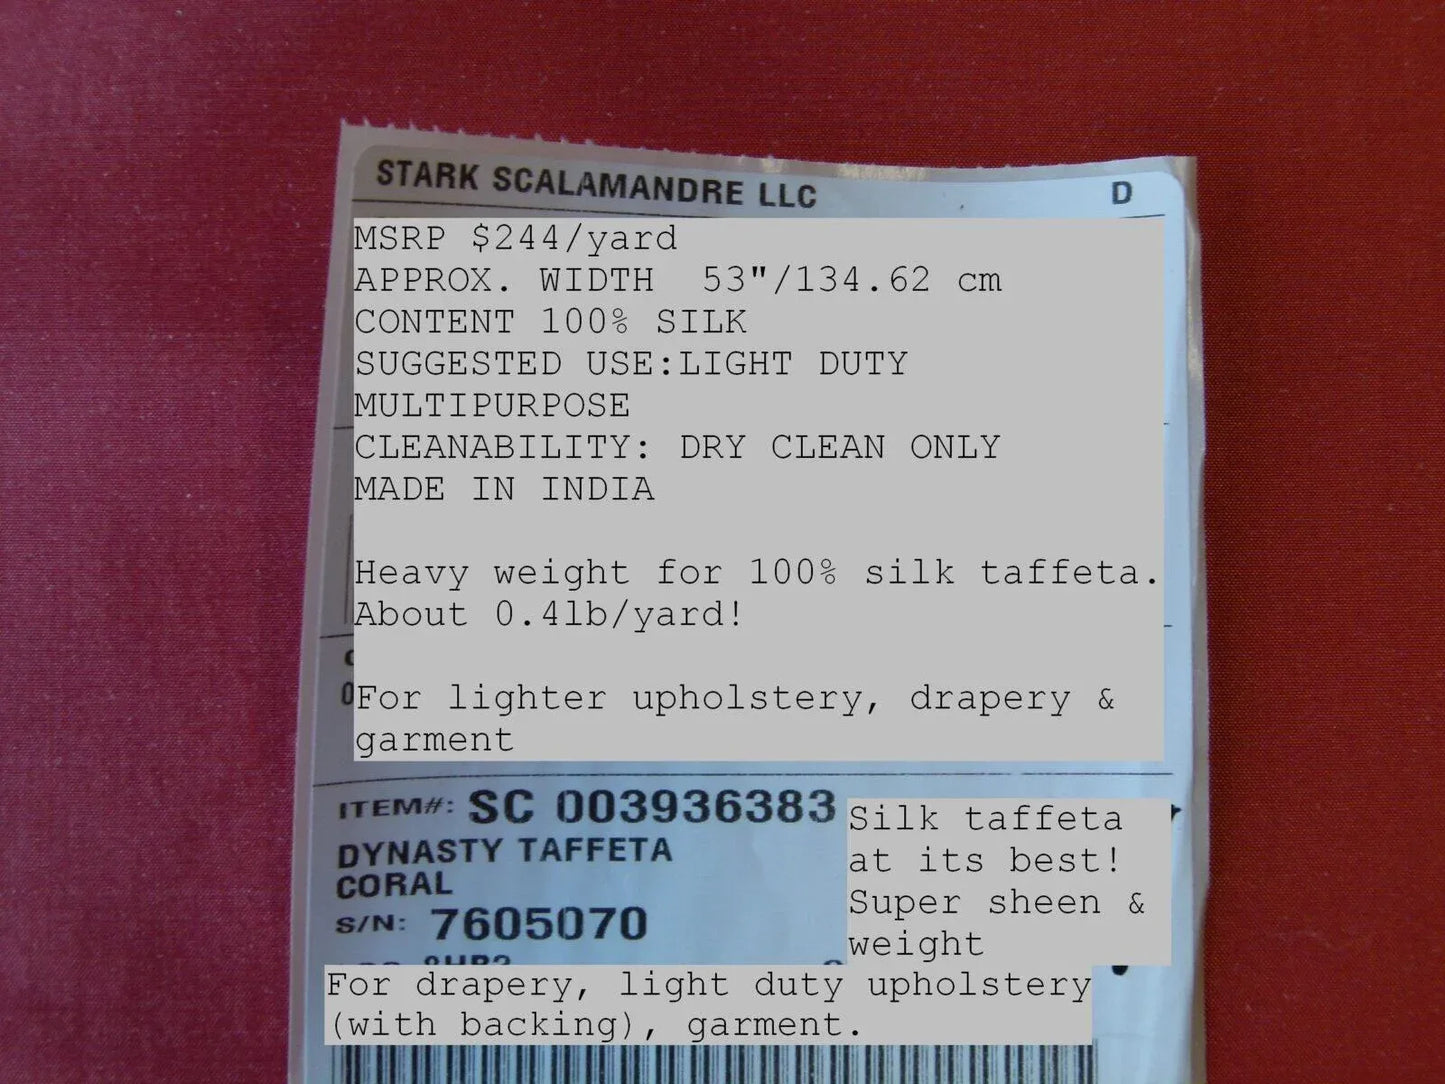 STARK SCALAMANDRE LLC D
MSRP $244/yard
APPROX. WIDTH  53"/134.62 cm
CONTENT 100% SILK
SUGGESTED USE:LIGHT DUTY
MULTIPURPOSE
CLEANABILITY: DRY CLEAN ONLY
MADE IN INDIA
Heavy weight for 100% silk taffeta.
About 0.4lb/yard!
For lighter upholstery, drapery &
garment
ITEM#: SC 003936383
DYNASTY TAFFETA
CORAL
S/N: 7605070
Silk taffeta
at its best!
Super sheen &
weight
For drapery, light duty upholstery
(with backing), garment.